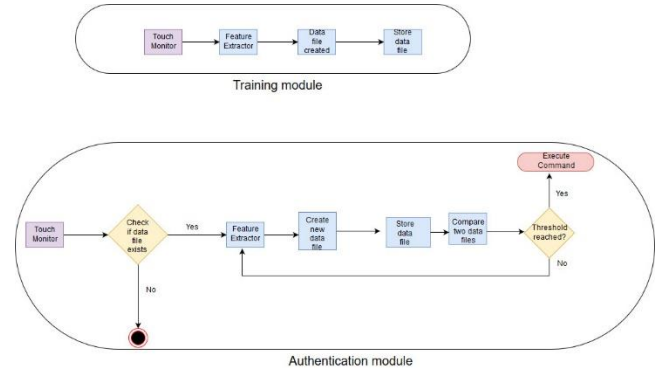 Touch
Monitor
Feature
Extractor
Data
file
created
Store
data
file
Training module
Execute
Command
Yes
Touch
Monitor
Check
if data
file
exists
Yes
Feature
Extractor
Create
new
data
file
Store
data
file
Compare
two data
files
Threshold
reached?
No
No
Authentication module